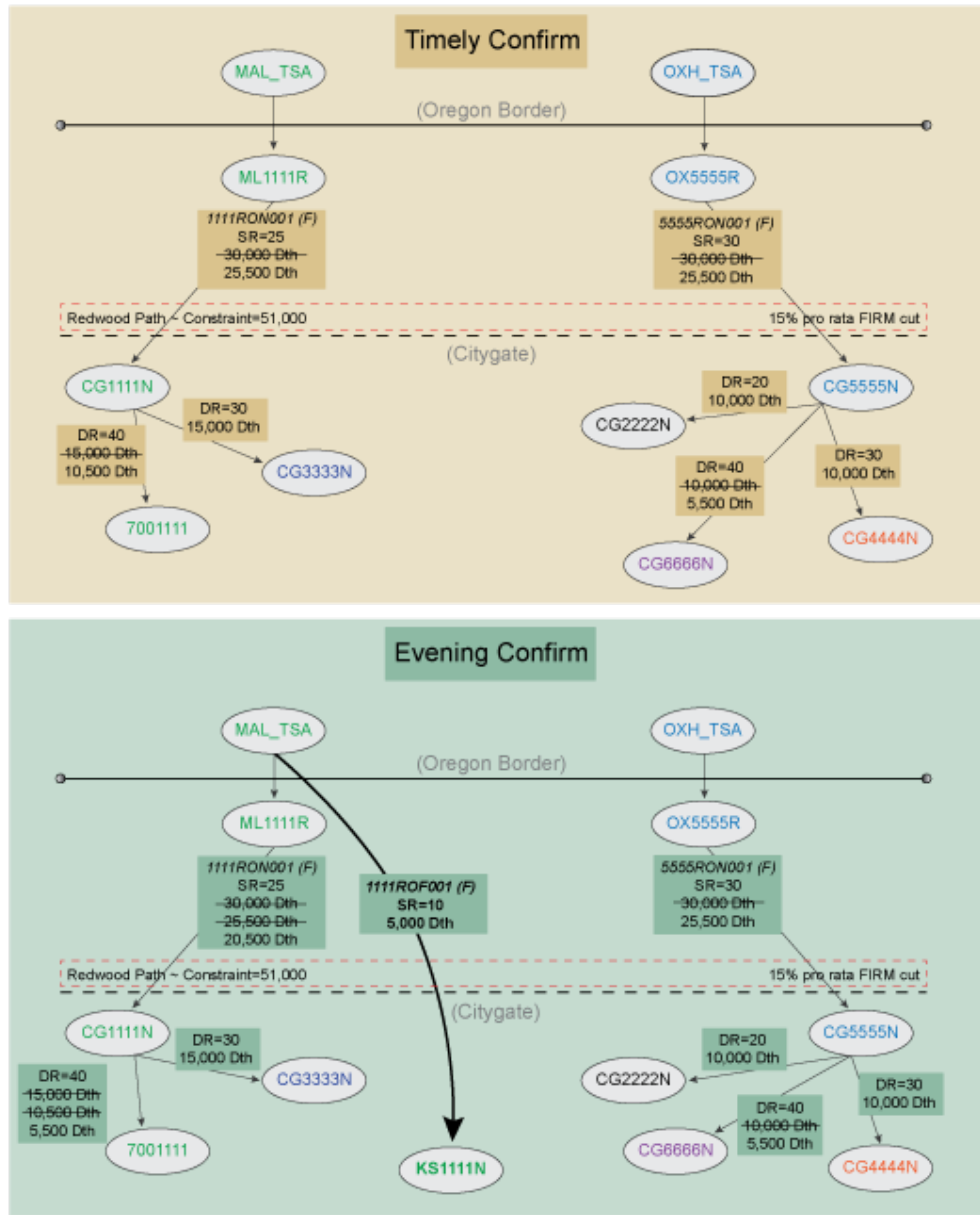 Timely Confirm
MAL_TSA
OXH_TSA
(Oregon Border)
ML1111R
OX5555R
1111RON001 (F)
SR=25
30,000 Dth
25,500 Dth
5555RON001 (F)
SR=30
30,000 Dth
25,500 Dth
Redwood Path ~ Constraint=51,000
15% pro rata FIRM cut
(Citygate)
CG1111N
CG5555N
DR=30
15,000 Dth
DR=20
10,000 Dth
CG2222N
DR=40
15,000 Dth
10,500 Dth
CG3333N
DR=40
10,000 Dth
5,500 Dth
DR=30
10,000 Dth
7001111
CG6666N
CG4444N
Evening Confirm
MAL_TSA
OXH_TSA
(Oregon Border)
ML1111R
OX5555R
1111RON001 (F)
SR=25
30,000 Dth
25,500 Dth
20,500 Dth
1111ROF001 (F)
SR=10
5,000 Dth
5555RON001 (F)
SR=30
30,000 Dth
25,500 Dth
Redwood Path ~ Constraint=51,000
15% pro rata FIRM cut
(Citygate)
CG1111N
CG5555N
DR=30
15,000 Dth
DR=20
10,000 Dth
DR=40
15,000 Dth
10,500 Dth
5,500 Dth
CG3333N
CG2222N
DR=30
10,000 Dth
DR=40
10,000 Dth
5,500 Dth
7001111
KS1111N
CG6666N
CG4444N